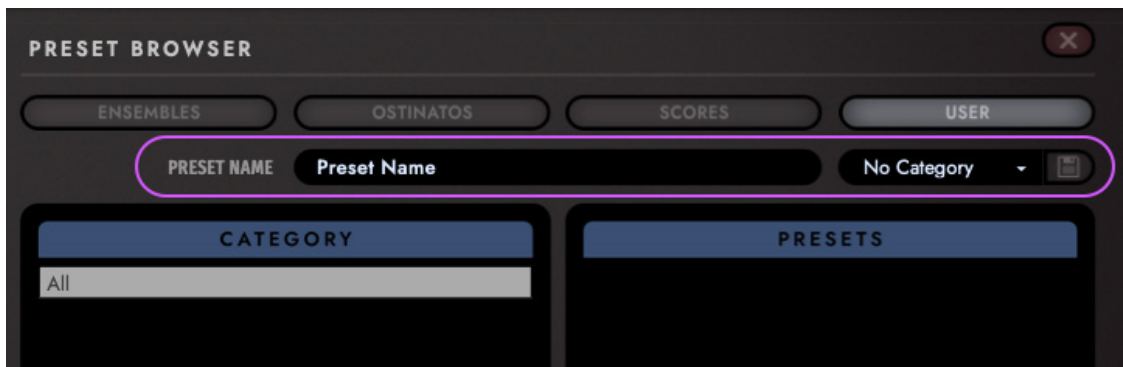 PRESET BROWSER
ENSEMBLES OSTINATOS SCORES USER
PRESET NAME Preset Name No Category
CATEGORY PRESETS
All